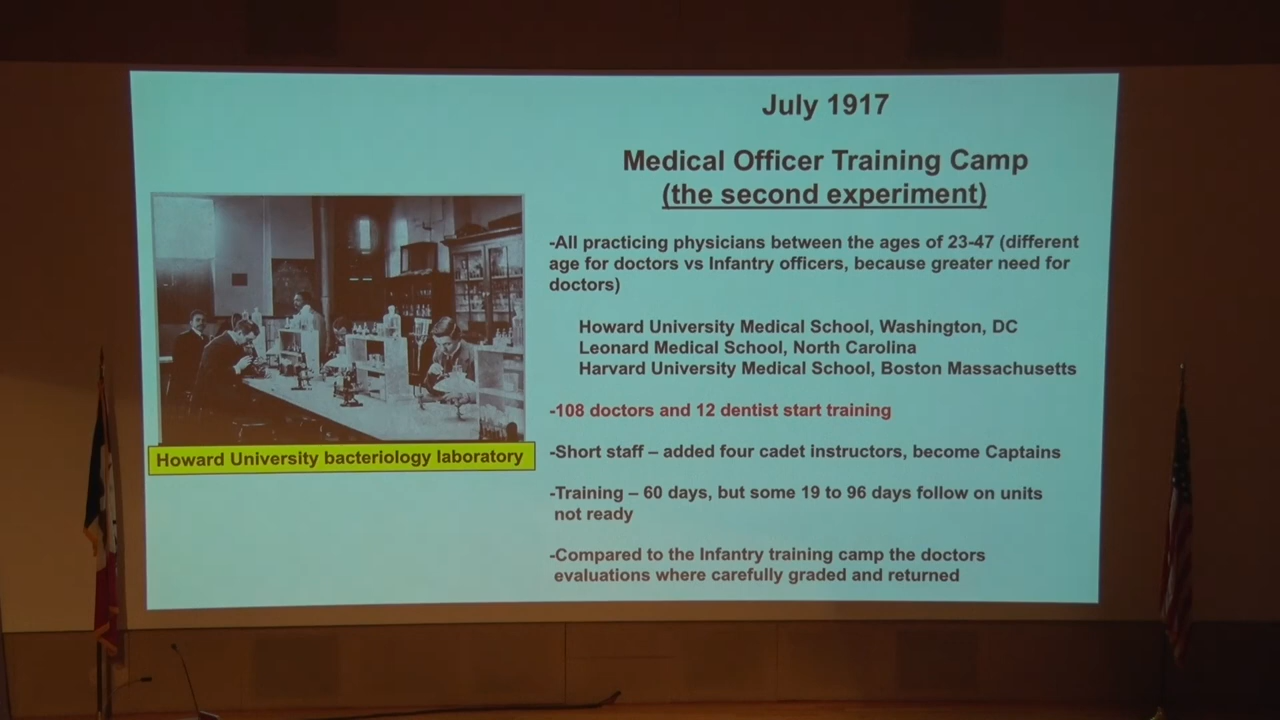 July 1917
Medical Officer Training Camp
(the second experiment)
-All practicing physicians between the ages of 23-47 (different
age for doctors vs Infantry officers, because greater need for
doctors)
Howard University Medical School, Washington, DC
Leonard Medical School, North Carolina
Harvard University Medical School, Boston Massachusetts
-108 doctors and 12 dentist start training
-Short staff – added four cadet instructors, become Captains
-Training – 60 days, but some 19 to 96 days follow on units
not ready
-Compared to the Infantry training camp the doctors
evaluations where carefully graded and returned
Howard University bacteriology laboratory